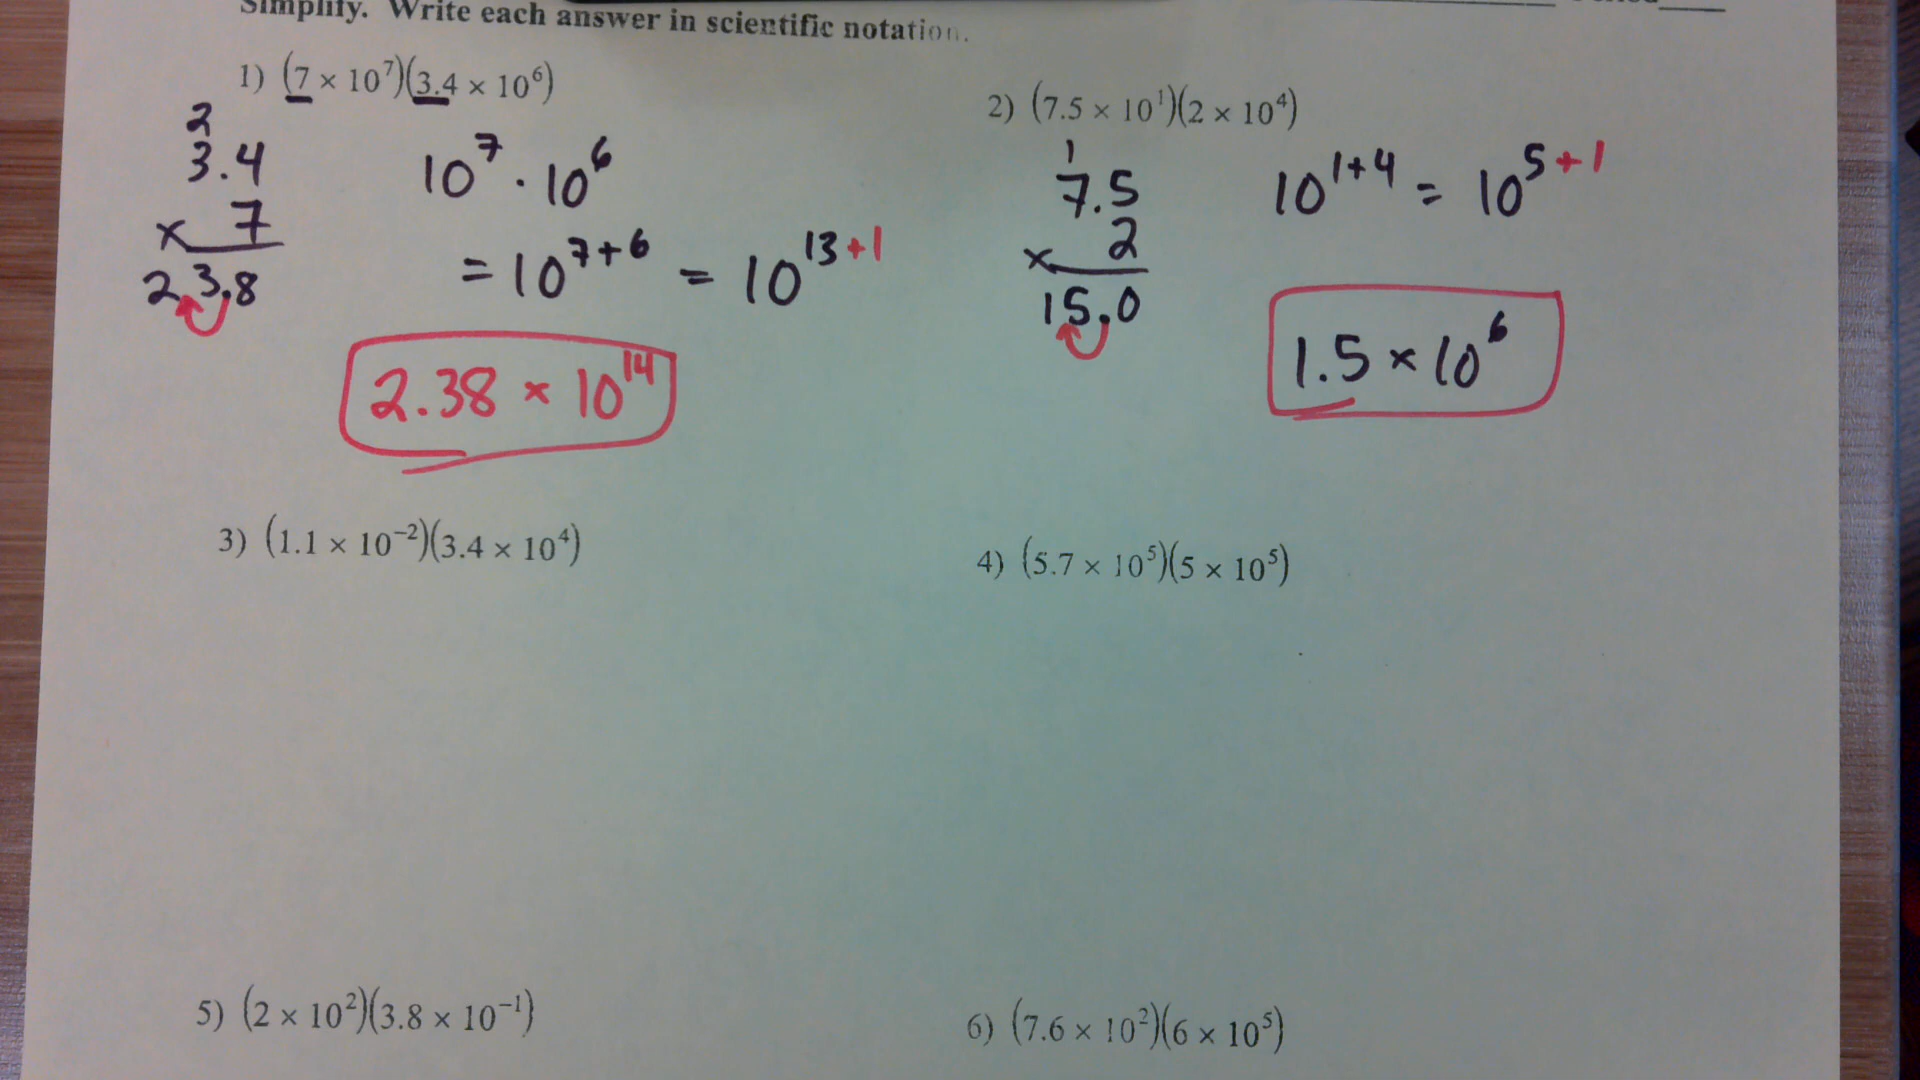 Simplify. Write each answer in scientific notation.
1) (7 × 10⁷)(3.4 × 10⁶)
2
3.4
× 7
23.8
10⁷ · 10⁶
= 10⁷⁺⁶ = 10¹³⁺¹
2.38 × 10¹⁴
2) (7.5 × 10¹)(2 × 10⁴)
1
7.5
× 2
15.0
10¹⁺⁴ = 10⁵⁺¹
1.5 × 10⁶
3) (1.1 × 10⁻²)(3.4 × 10⁴)
4) (5.7 × 10⁵)(5 × 10⁵)
5) (2 × 10²)(3.8 × 10⁻¹)
6) (7.6 × 10²)(6 × 10⁵)